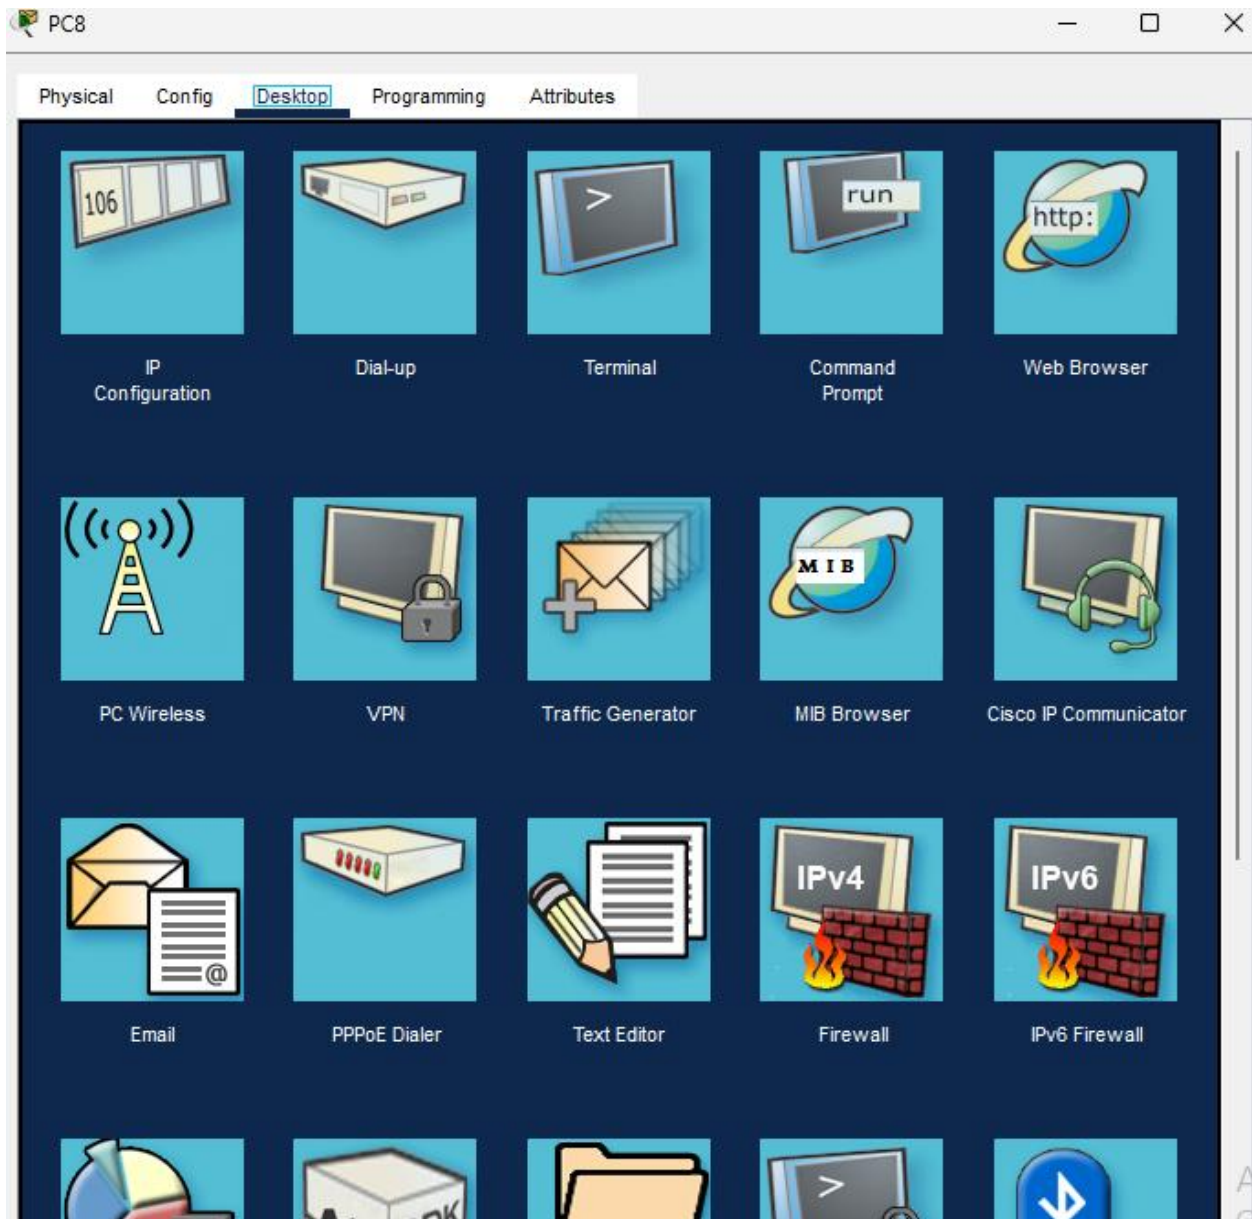 PC8
Physical Config Desktop Programming Attributes
106
>
run
http:
IP
Configuration
Dial-up
Terminal
Command
Prompt
Web Browser
MIB
PC Wireless
VPN
Traffic Generator
MIB Browser
Cisco IP Communicator
@
IPv4
IPv6
Email
PPPoE Dialer
Text Editor
Firewall
IPv6 Firewall
>